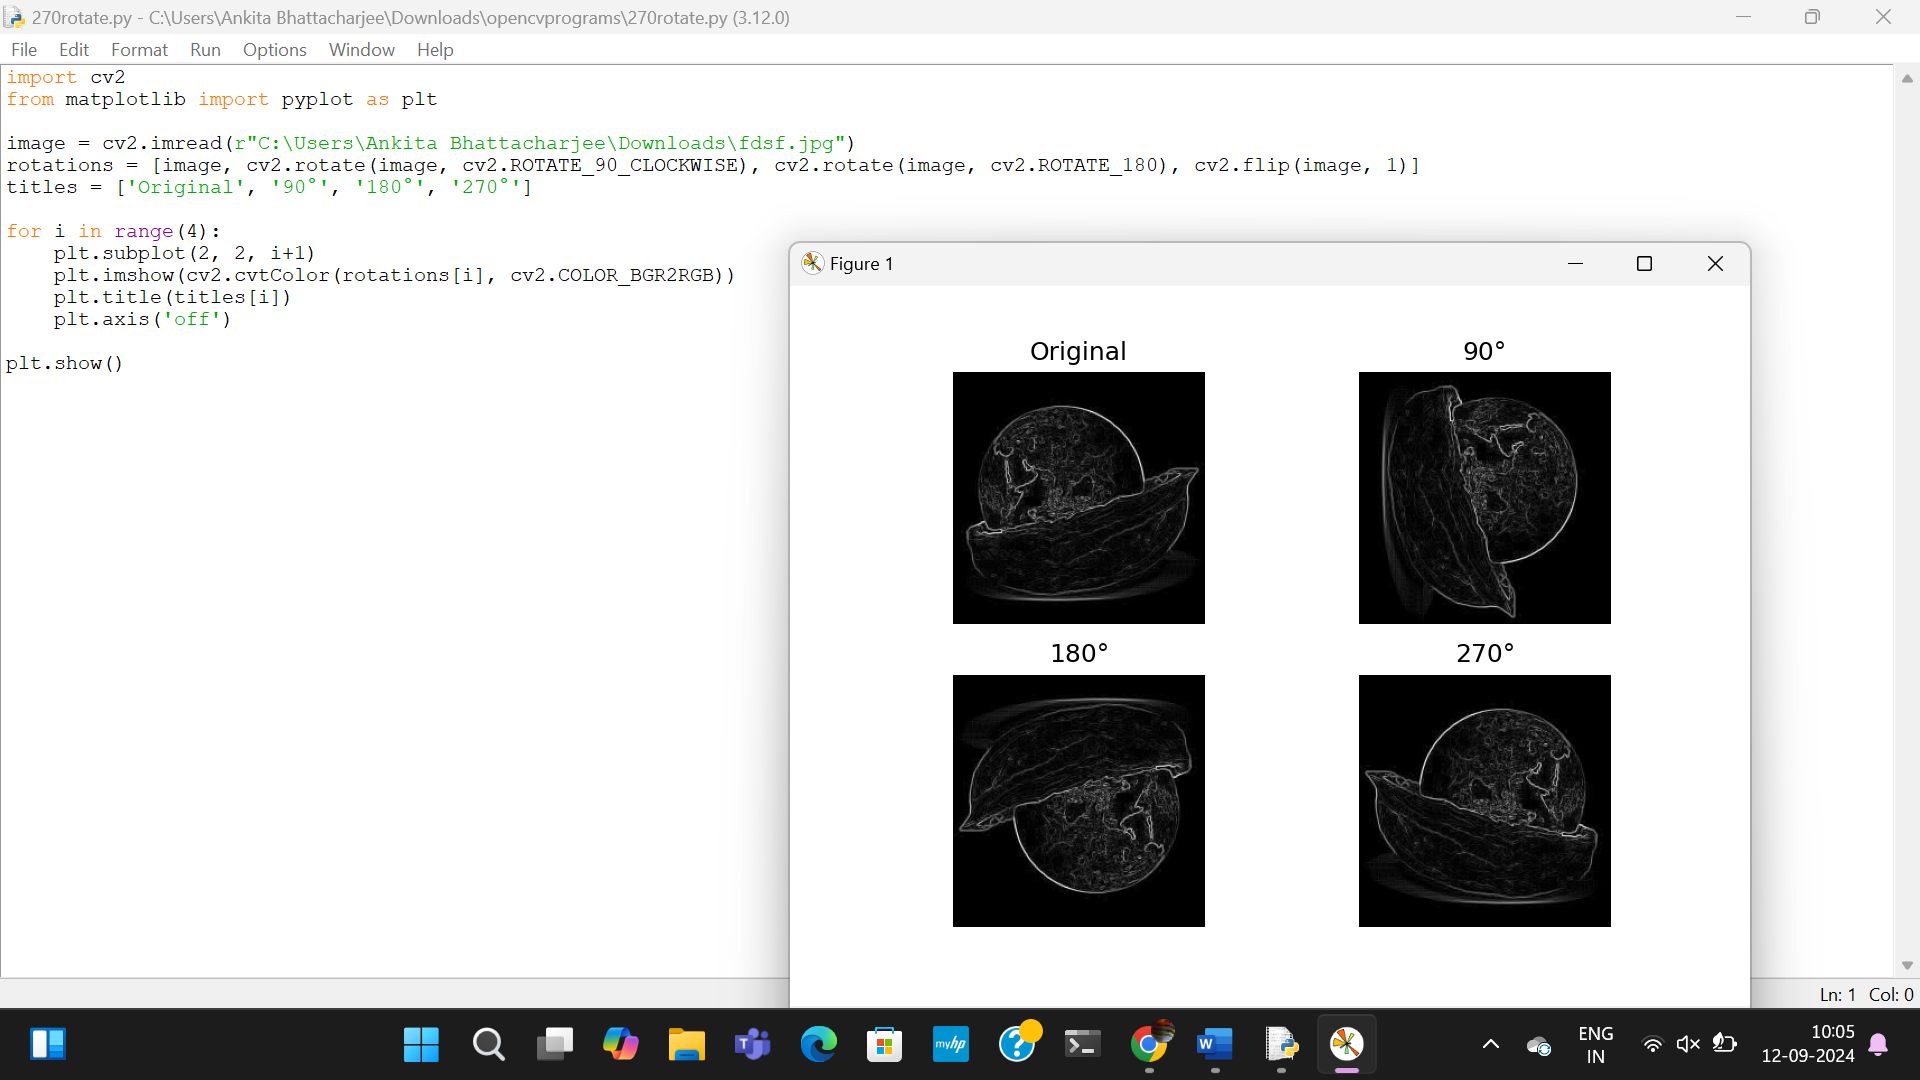 270rotate.py - C:\Users\Ankita Bhattacharjee\Downloads\opencvprograms\270rotate.py (3.12.0)
File Edit Format Run Options Window Help
import cv2
from matplotlib import pyplot as plt
image = cv2.imread(r"C:\Users\Ankita Bhattacharjee\Downloads\fdsf.jpg")
rotations = [image, cv2.rotate(image, cv2.ROTATE_90_CLOCKWISE), cv2.rotate(image, cv2.ROTATE_180), cv2.flip(image, 1)]
titles = ['Original', '90°', '180°', '270°']
for i in range(4):
    plt.subplot(2, 2, i+1)
    plt.imshow(cv2.cvtColor(rotations[i], cv2.COLOR_BGR2RGB))
    plt.title(titles[i])
    plt.axis('off')
plt.show()
Figure 1
Original 90°
180° 270°
Ln: 1 Col: 0
myhp
W
ENG
IN
10:05
12-09-2024